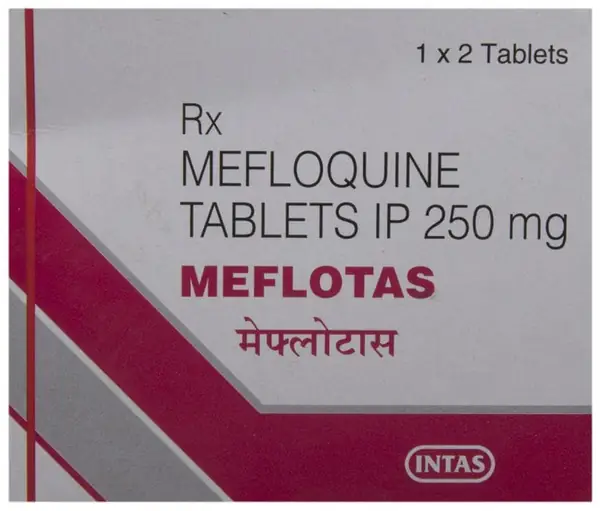 1 x 2 Tablets
Rx
MEFLOQUINE
TABLETS IP 250 mg
MEFLOTAS
मेफ्लोटास
INTAS